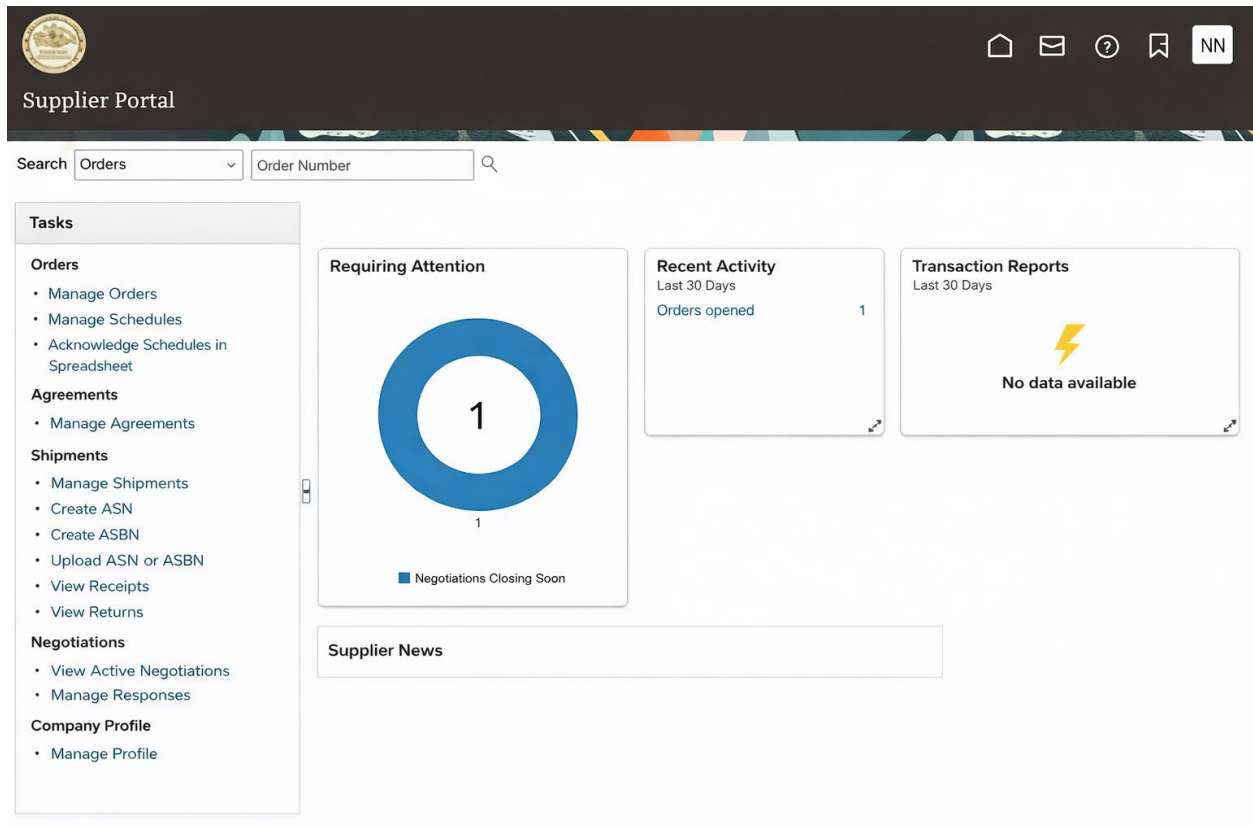 NN
Supplier Portal
Search Orders Order Number
Tasks
Orders
• Manage Orders
• Manage Schedules
• Acknowledge Schedules in
Spreadsheet
Agreements
• Manage Agreements
Shipments
• Manage Shipments
• Create ASN
• Create ASBN
• Upload ASN or ASBN
• View Receipts
• View Returns
Negotiations
• View Active Negotiations
• Manage Responses
Company Profile
• Manage Profile
Requiring Attention
1
1
Negotiations Closing Soon
Recent Activity
Last 30 Days
Orders opened 1
Transaction Reports
Last 30 Days
No data available
Supplier News